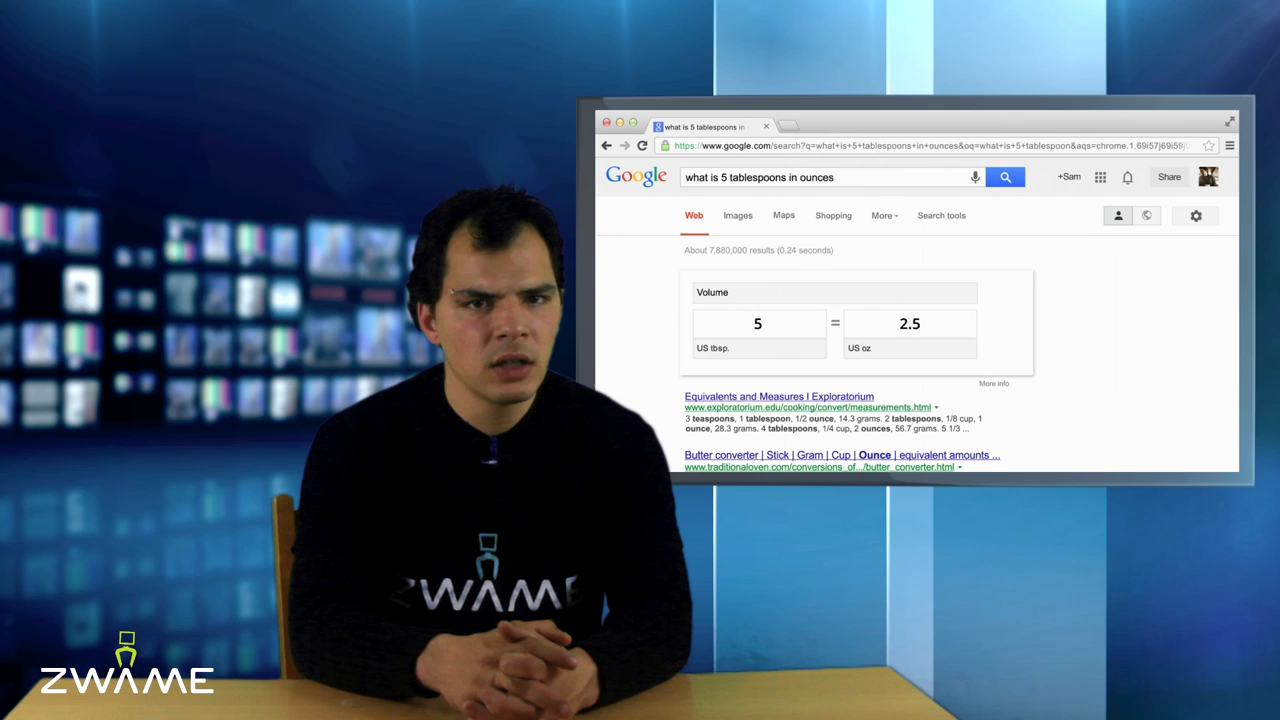 what is 5 tablespoons in
https://www.google.com/search?q=what+is+5+tablespoons+in+ounces&oq=what+is+5+tablespoon&aqs=chrome.1.69i57j69i59j
Google
what is 5 tablespoons in ounces
+Sam
Share
Web Images Maps Shopping More Search tools
About 7,880,000 results (0.24 seconds)
Volume
5 = 2.5
US tbsp. US oz
More info
Equivalents and Measures | Exploratorium
www.exploratorium.edu/cooking/convert/measurements.html
3 teaspoons, 1 tablespoon, 1/2 ounce, 14.3 grams. 2 tablespoons, 1/8 cup, 1
ounce, 28.3 grams. 4 tablespoons, 1/4 cup, 2 ounces, 56.7 grams. 5 1/3 ...
Butter converter | Stick | Gram | Cup | Ounce | equivalent amounts ...
www.traditionaloven.com/conversions_of.../butter_converter.html
ZWAME
ZWAME